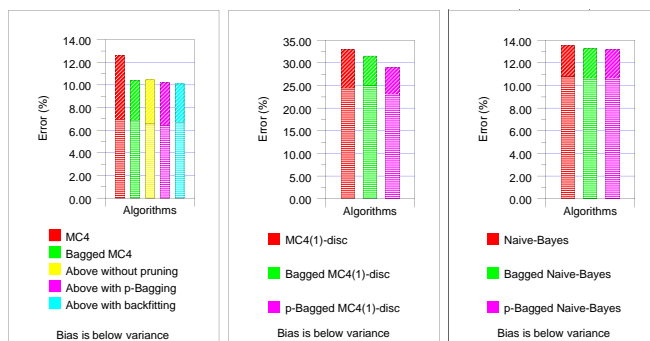 14.00
12.00
10.00
8.00
6.00
4.00
2.00
0.00
Error (%)
Algorithms
MC4
Bagged MC4
Above without pruning
Above with p-Bagging
Above with backfitting
Bias is below variance
35.00
30.00
25.00
20.00
15.00
10.00
5.00
0.00
Error (%)
Algorithms
MC4(1)-disc
Bagged MC4(1)-disc
p-Bagged MC4(1)-disc
Bias is below variance
14.00
12.00
10.00
8.00
6.00
4.00
2.00
0.00
Error (%)
Algorithms
Naive-Bayes
Bagged Naive-Bayes
p-Bagged Naive-Bayes
Bias is below variance